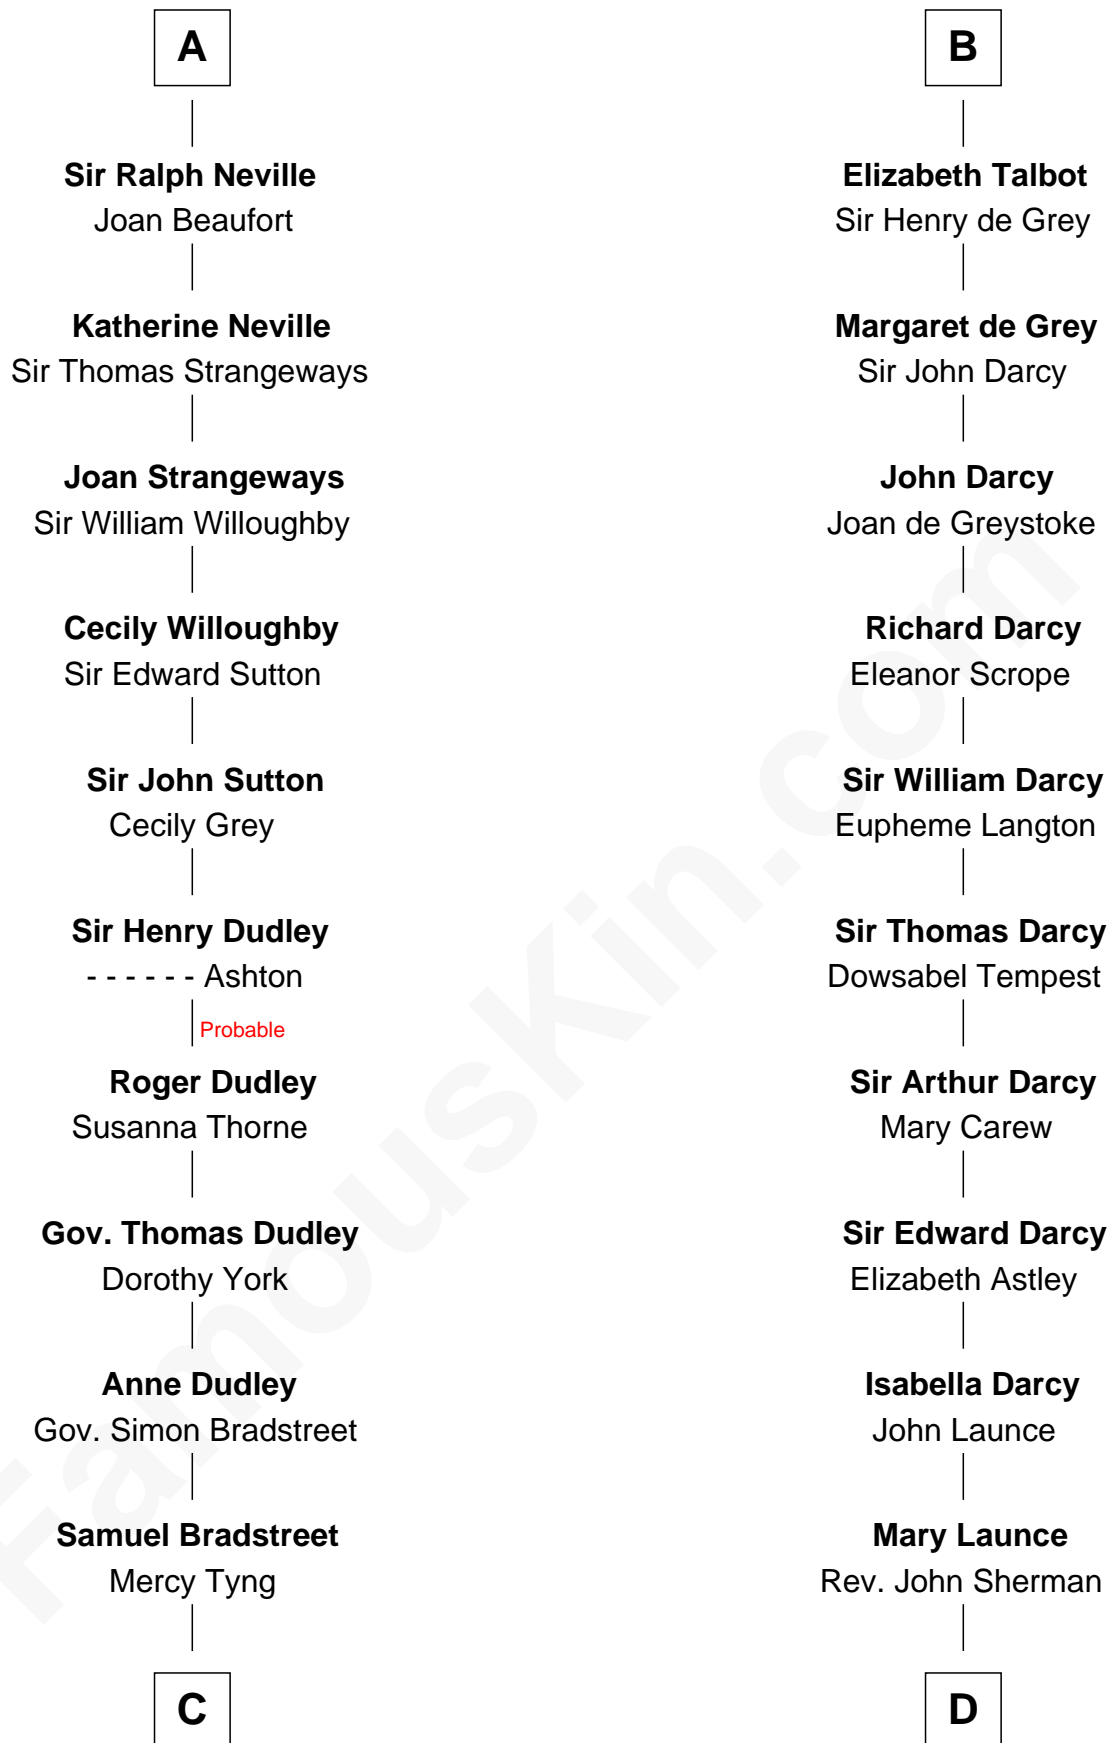 A
Sir Ralph Neville
Joan Beaufort
Katherine Neville
Sir Thomas Strangeways
Joan Strangeways
Sir William Willoughby
Cecily Willoughby
Sir Edward Sutton
Sir John Sutton
Cecily Grey
Sir Henry Dudley
- - - - - - Ashton
Probable
Roger Dudley
Susanna Thorne
Gov. Thomas Dudley
Dorothy York
Anne Dudley
Gov. Simon Bradstreet
Samuel Bradstreet
Mercy Tyng
C
B
Elizabeth Talbot
Sir Henry de Grey
Margaret de Grey
Sir John Darcy
John Darcy
Joan de Greystoke
Richard Darcy
Eleanor Scrope
Sir William Darcy
Eupheme Langton
Sir Thomas Darcy
Dowsabel Tempest
Sir Arthur Darcy
Mary Carew
Sir Edward Darcy
Elizabeth Astley
Isabella Darcy
John Launce
Mary Launce
Rev. John Sherman
D
FamousKin.com